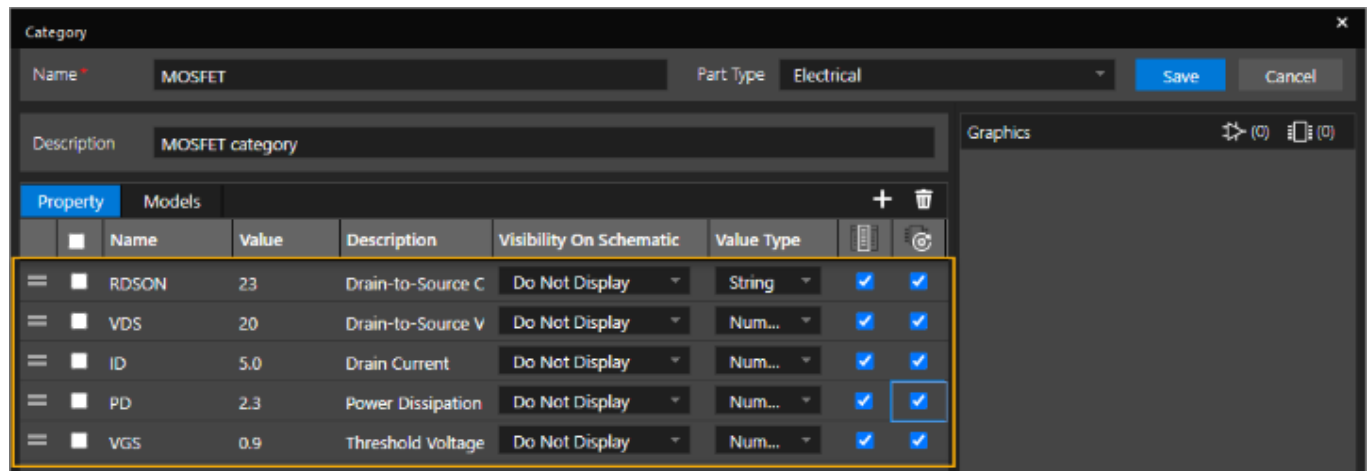 Category
Name* MOSFET Part Type Electrical Save Cancel
Description MOSFET category Graphics (0) (0)
Property Models
Name Value Description Visibility On Schematic Value Type
RDSON 23 Drain-to-Source C Do Not Display String
VDS 20 Drain-to-Source V Do Not Display Num...
ID 5.0 Drain Current Do Not Display Num...
PD 2.3 Power Dissipation Do Not Display Num...
VGS 0.9 Threshold Voltage Do Not Display Num...